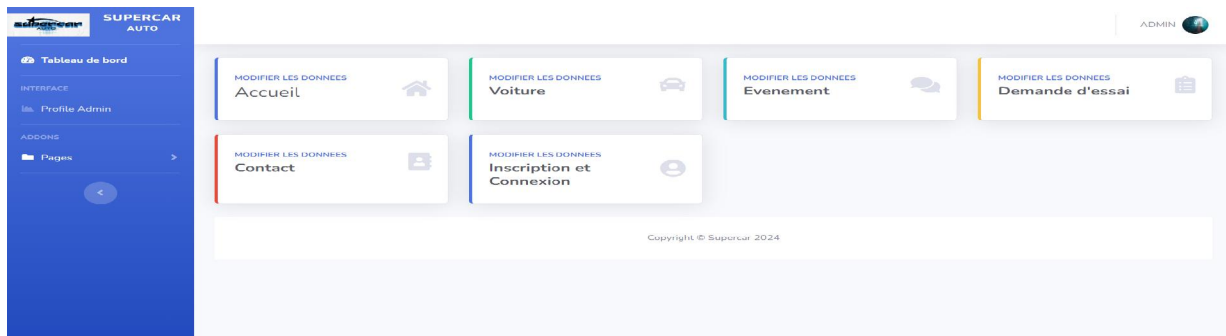 supercar
AUTO
SUPERCAR
AUTO
Tableau de bord
INTERFACE
Profile Admin
ADDONS
Pages
ADMIN
MODIFIER LES DONNEES
Accueil
MODIFIER LES DONNEES
Voiture
MODIFIER LES DONNEES
Evenement
MODIFIER LES DONNEES
Demande d'essai
MODIFIER LES DONNEES
Contact
MODIFIER LES DONNEES
Inscription et
Connexion
Copyright © Supercar 2024